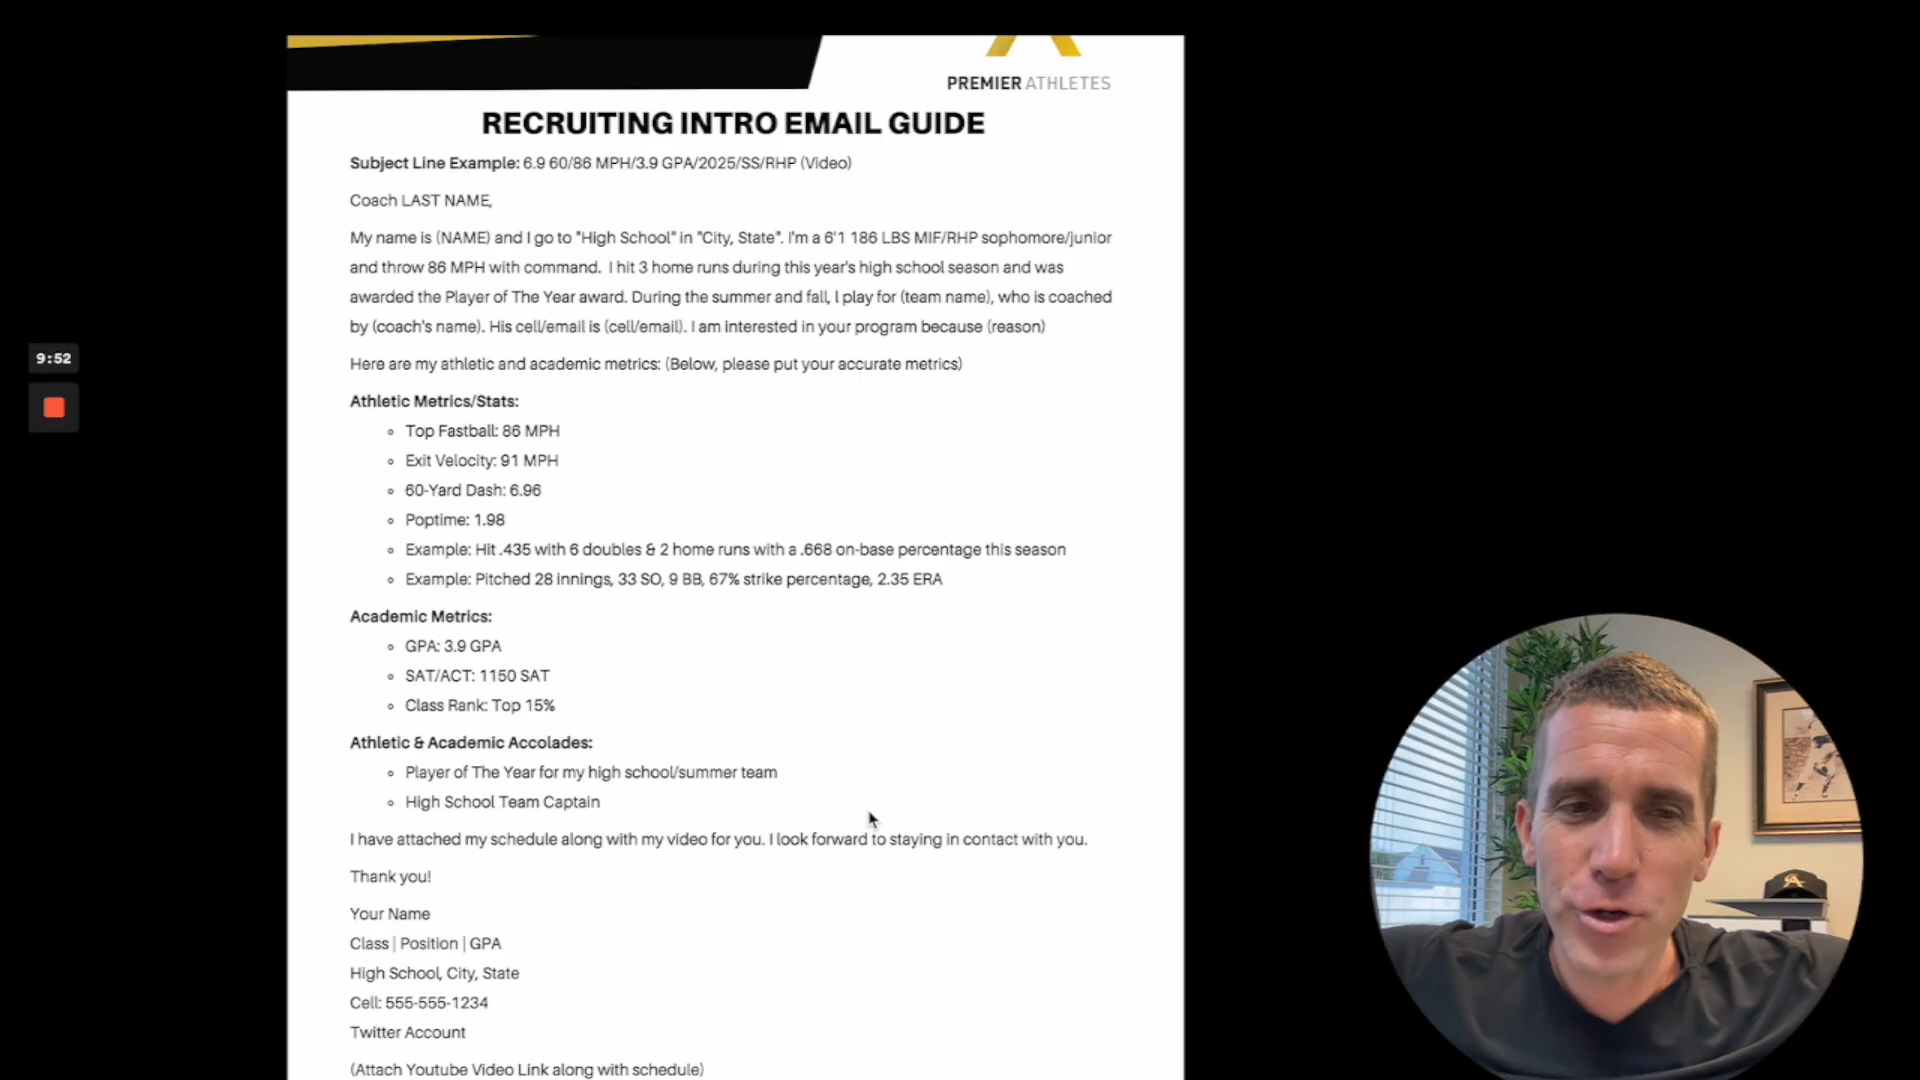 PREMIER ATHLETES
RECRUITING INTRO EMAIL GUIDE
Subject Line Example: 6.9 60/86 MPH/3.9 GPA/2025/SS/RHP (Video)
Coach LAST NAME,
My name is (NAME) and I go to "High School" in "City, State". I'm a 6'1 186 LBS MIF/RHP sophomore/junior
and throw 86 MPH with command. I hit 3 home runs during this year's high school season and was
awarded the Player of The Year award. During the summer and fall, I play for (team name), who is coached
by (coach's name). His cell/email is (cell/email). I am interested in your program because (reason)
9:52
Here are my athletic and academic metrics: (Below, please put your accurate metrics)
Athletic Metrics/Stats:
Top Fastball: 86 MPH
Exit Velocity: 91 MPH
60-Yard Dash: 6.96
Poptime: 1.98
Example: Hit .435 with 6 doubles & 2 home runs with a .668 on-base percentage this season
Example: Pitched 28 innings, 33 SO, 9 BB, 67% strike percentage, 2.35 ERA
Academic Metrics:
GPA: 3.9 GPA
SAT/ACT: 1150 SAT
Class Rank: Top 15%
Athletic & Academic Accolades:
Player of The Year for my high school/summer team
High School Team Captain
I have attached my schedule along with my video for you. I look forward to staying in contact with you.
Thank you!
Your Name
Class | Position | GPA
High School, City, State
Cell: 555-555-1234
Twitter Account
(Attach Youtube Video Link along with schedule)